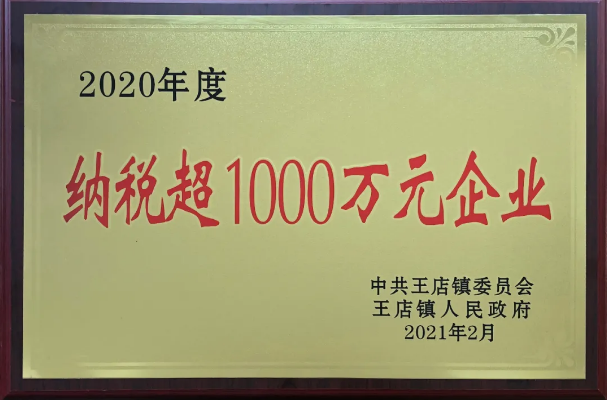 2020年度
纳税超1000万元企业
中共王店镇委员会
王店镇人民政府
2021年2月